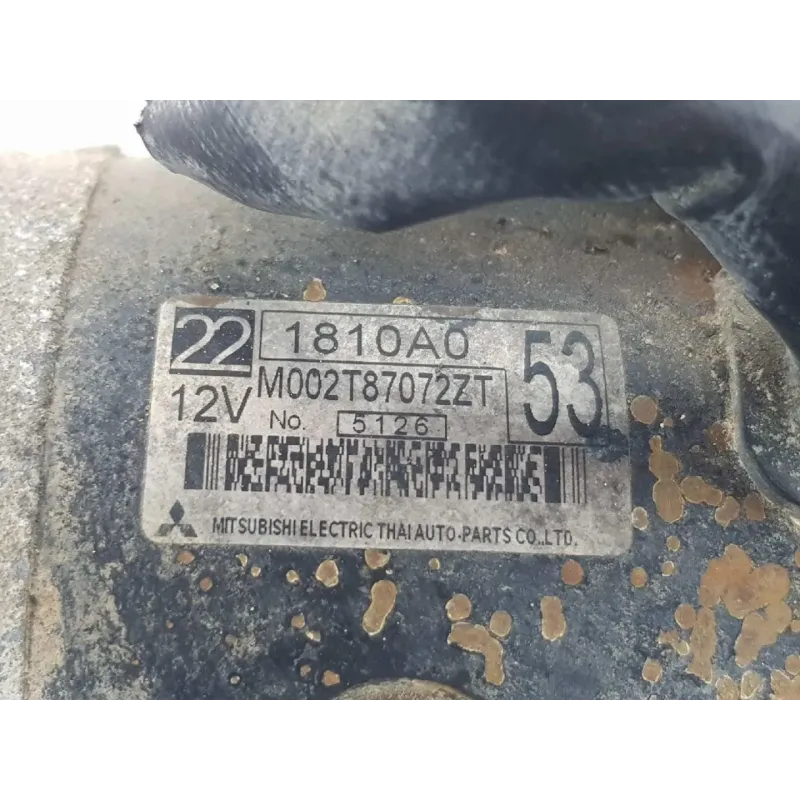 22 1810A0 53
12V M002T87072ZT
No. 5126
MITSUBISHI ELECTRIC THAI AUTO-PARTS CO.,LTD.